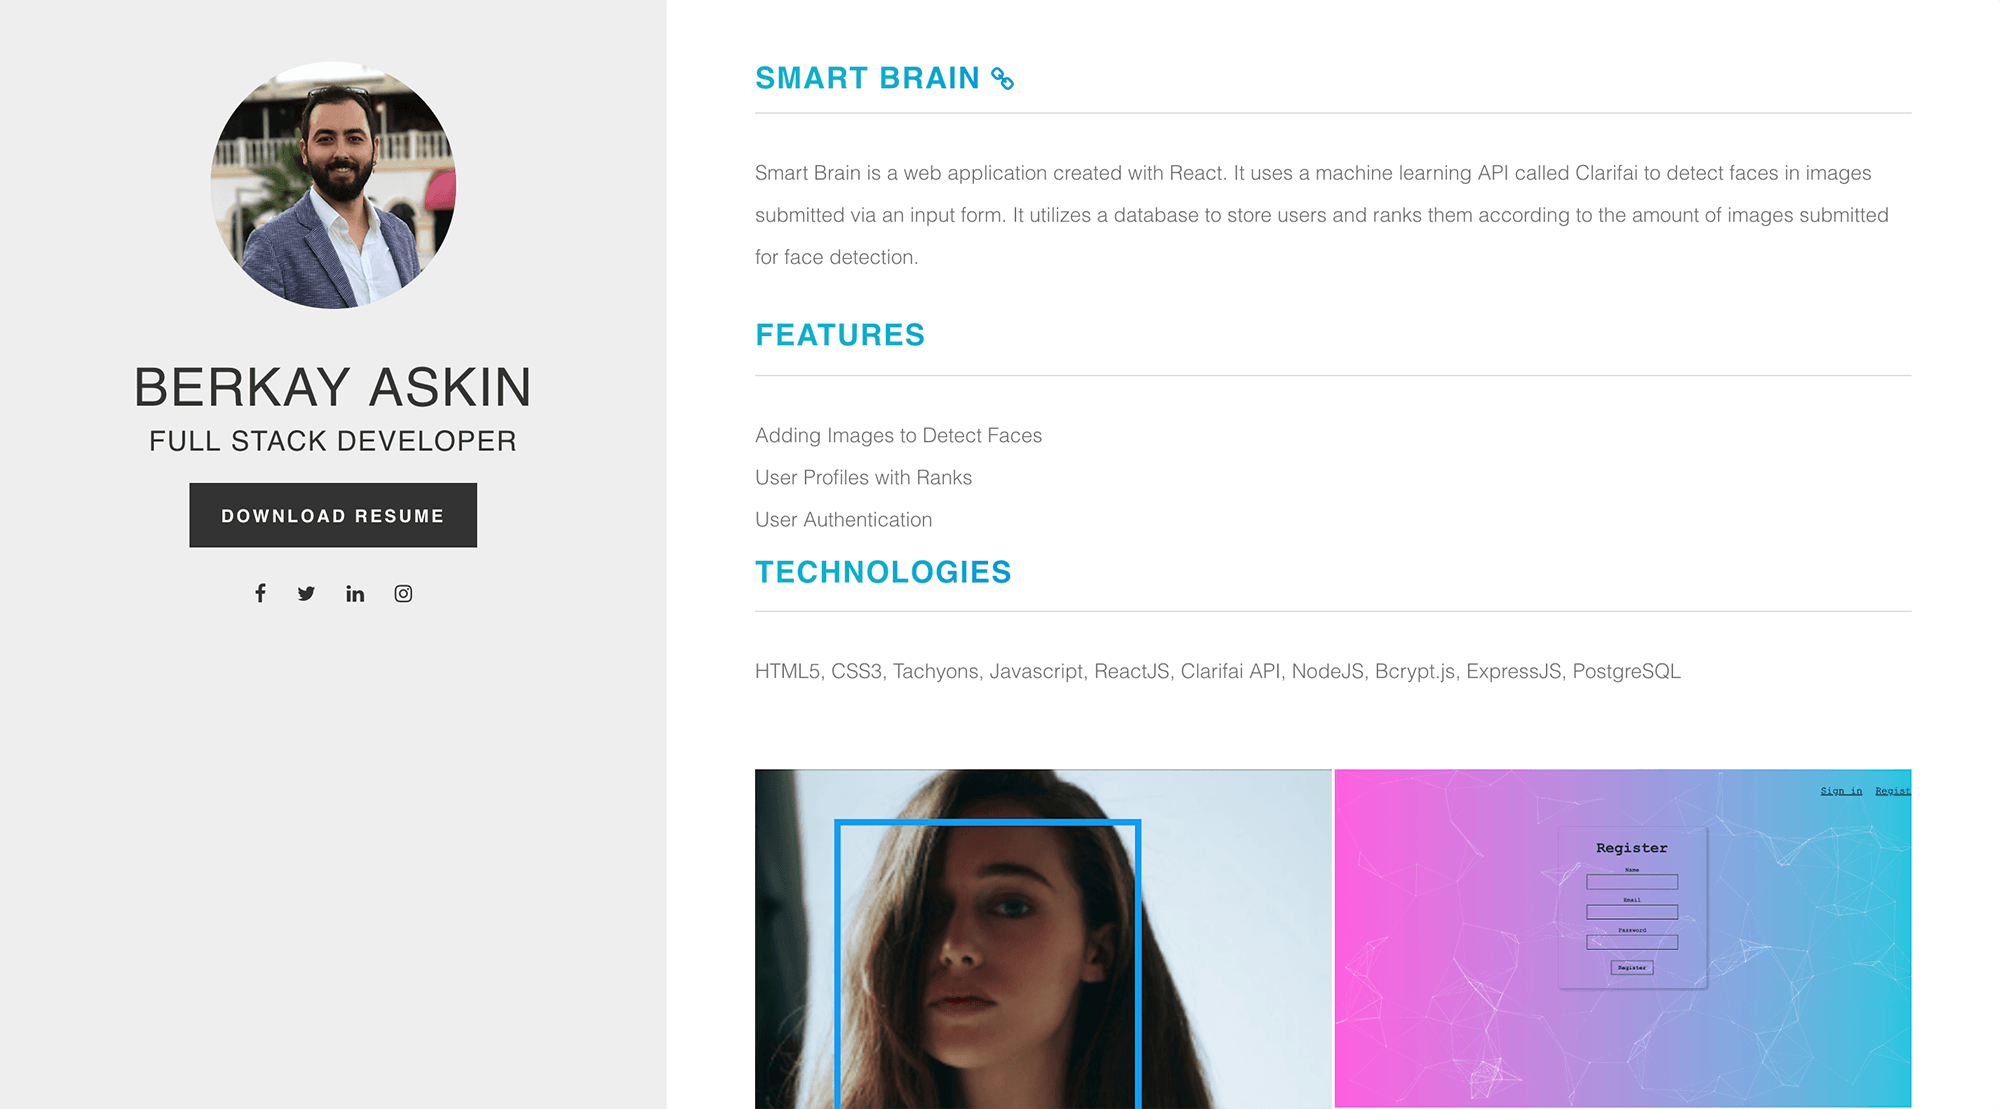 BERKAY ASKIN
FULL STACK DEVELOPER
DOWNLOAD RESUME
SMART BRAIN
Smart Brain is a web application created with React. It uses a machine learning API called Clarifai to detect faces in images
submitted via an input form. It utilizes a database to store users and ranks them according to the amount of images submitted
for face detection.
FEATURES
Adding Images to Detect Faces
User Profiles with Ranks
User Authentication
TECHNOLOGIES
HTML5, CSS3, Tachyons, Javascript, ReactJS, Clarifai API, NodeJS, Bcrypt.js, ExpressJS, PostgreSQL
Sign in Regist
Register
Name
Email
Password
Register